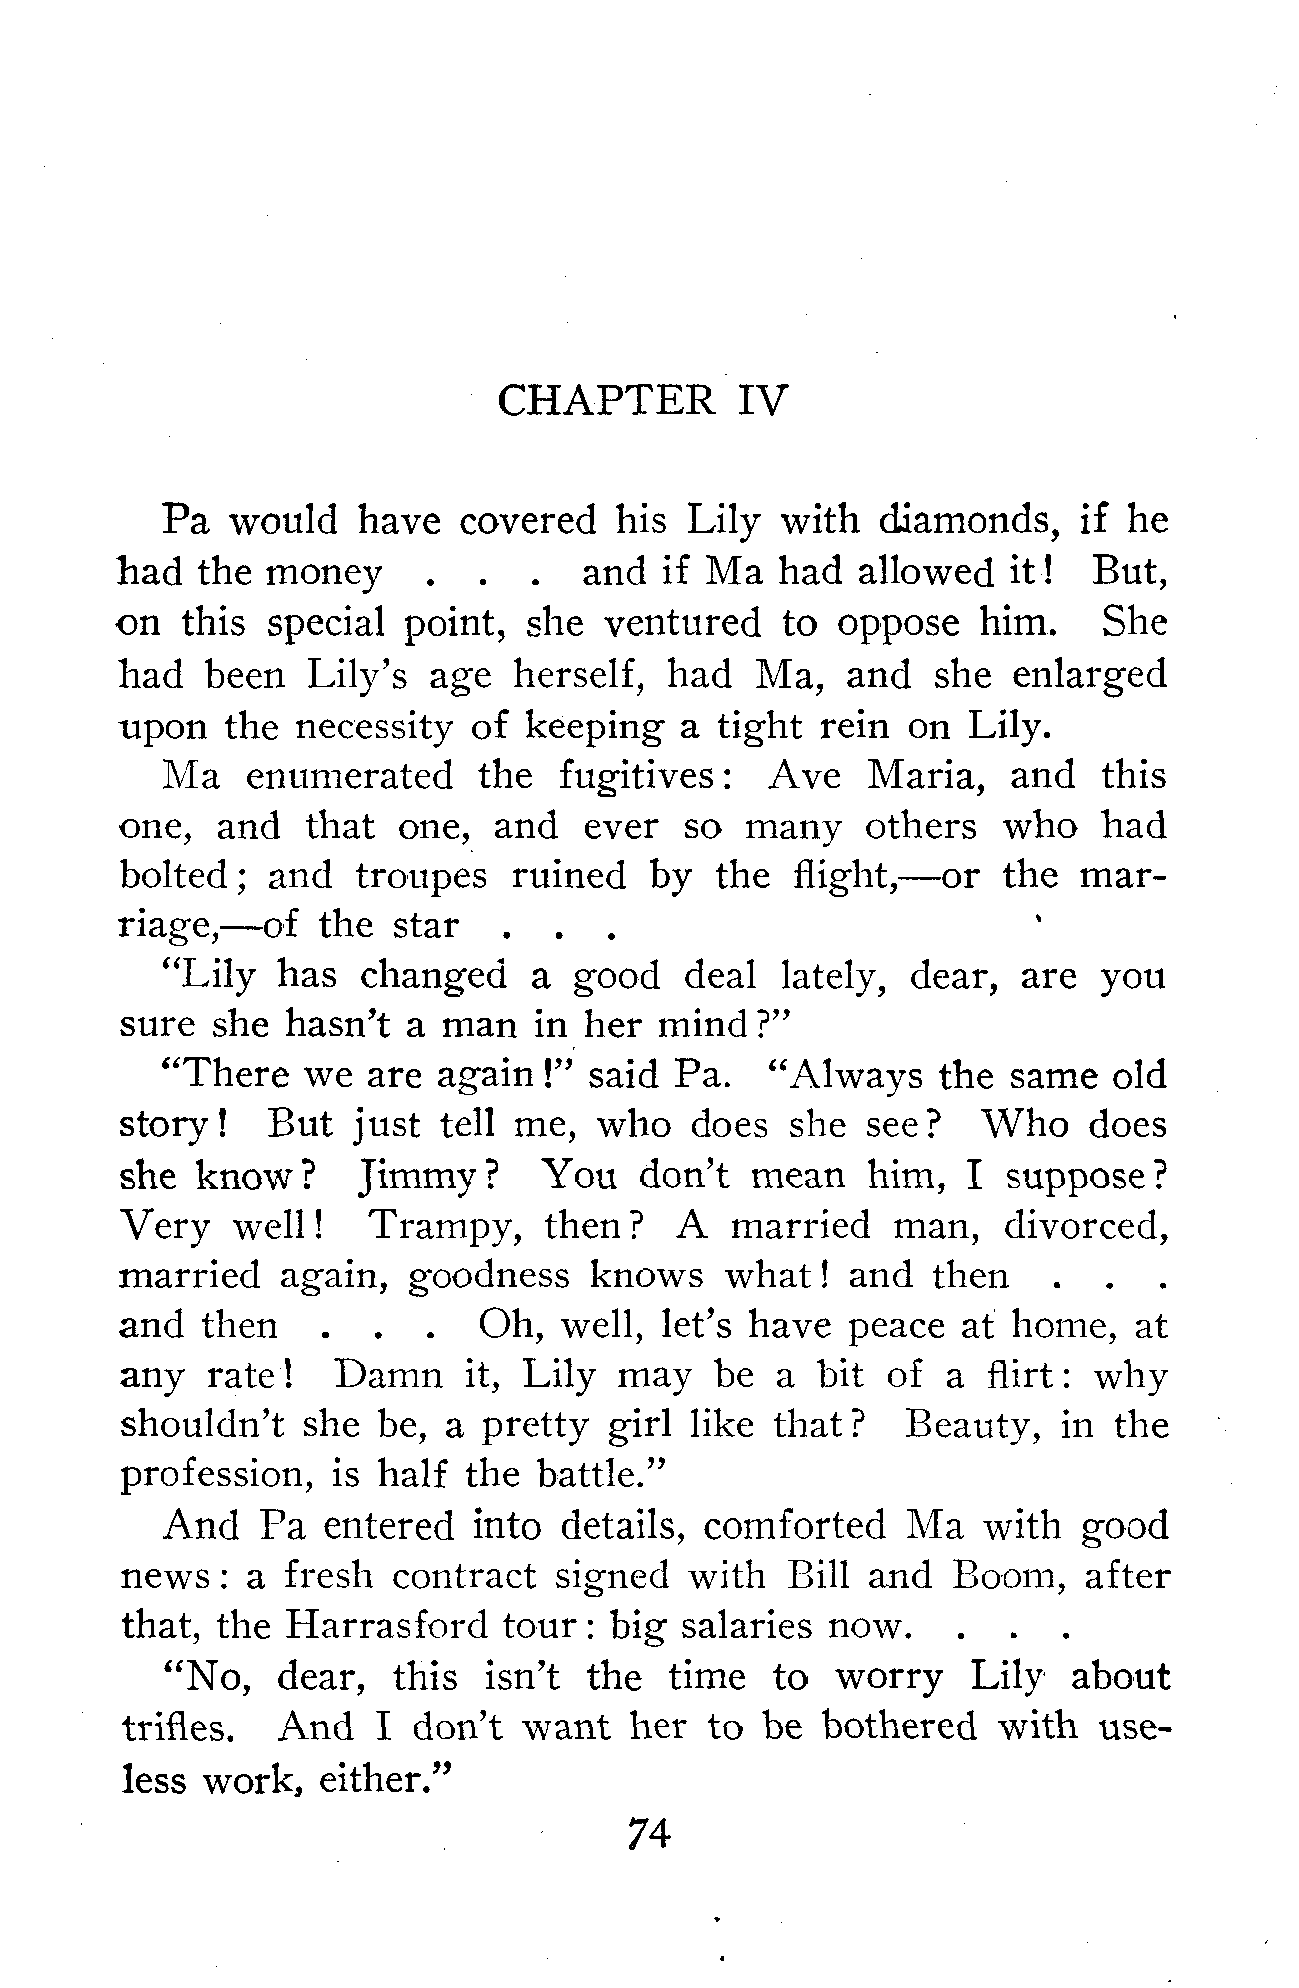 CHAPTER IV
Pa would have covered his Lily with diamonds, if he
had the money . . . and if Ma had allowed it! But,
on this special point, she ventured to oppose him. She
had been Lily's age herself, had Ma, and she enlarged
upon the necessity of keeping a tight rein on Lily.
Ma enumerated the fugitives: Ave Maria, and this
one, and that one, and ever so many others who had
bolted; and troupes ruined by the flight,—or the mar-
riage,—of the star . . .
"Lily has changed a good deal lately, dear, are you
sure she hasn't a man in her mind?"
"There we are again!" said Pa. "Always the same old
story! But just tell me, who does she see? Who does
she know? Jimmy? You don't mean him, I suppose?
Very well! Trampy, then? A married man, divorced,
married again, goodness knows what! and then . . .
and then . . . Oh, well, let's have peace at home, at
any rate! Damn it, Lily may be a bit of a flirt: why
shouldn't she be, a pretty girl like that? Beauty, in the
profession, is half the battle."
And Pa entered into details, comforted Ma with good
news: a fresh contract signed with Bill and Boom, after
that, the Harrasford tour: big salaries now. . . .
"No, dear, this isn't the time to worry Lily about
trifles. And I don't want her to be bothered with use-
less work, either."
74